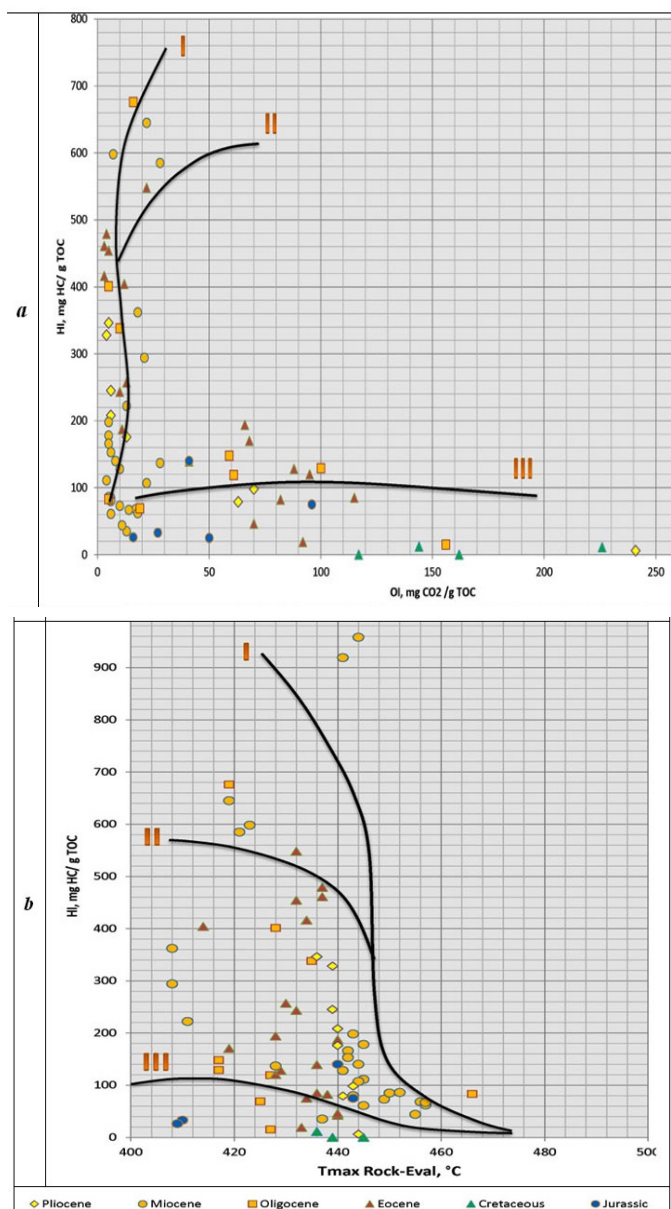 800
700
600
500
400
300
200
100
0
HI, mg HC/ g TOC
I
II
III
0 50 100 150 200 250
OI, mg CO2 /g TOC
a
900
800
700
600
500
400
300
200
100
0
HI, mg HC/ g TOC
I
II
III
400 420 440 460 480 500
Tmax Rock-Eval, °C
b
Pliocene Miocene Oligocene Eocene Cretaceous Jurassic